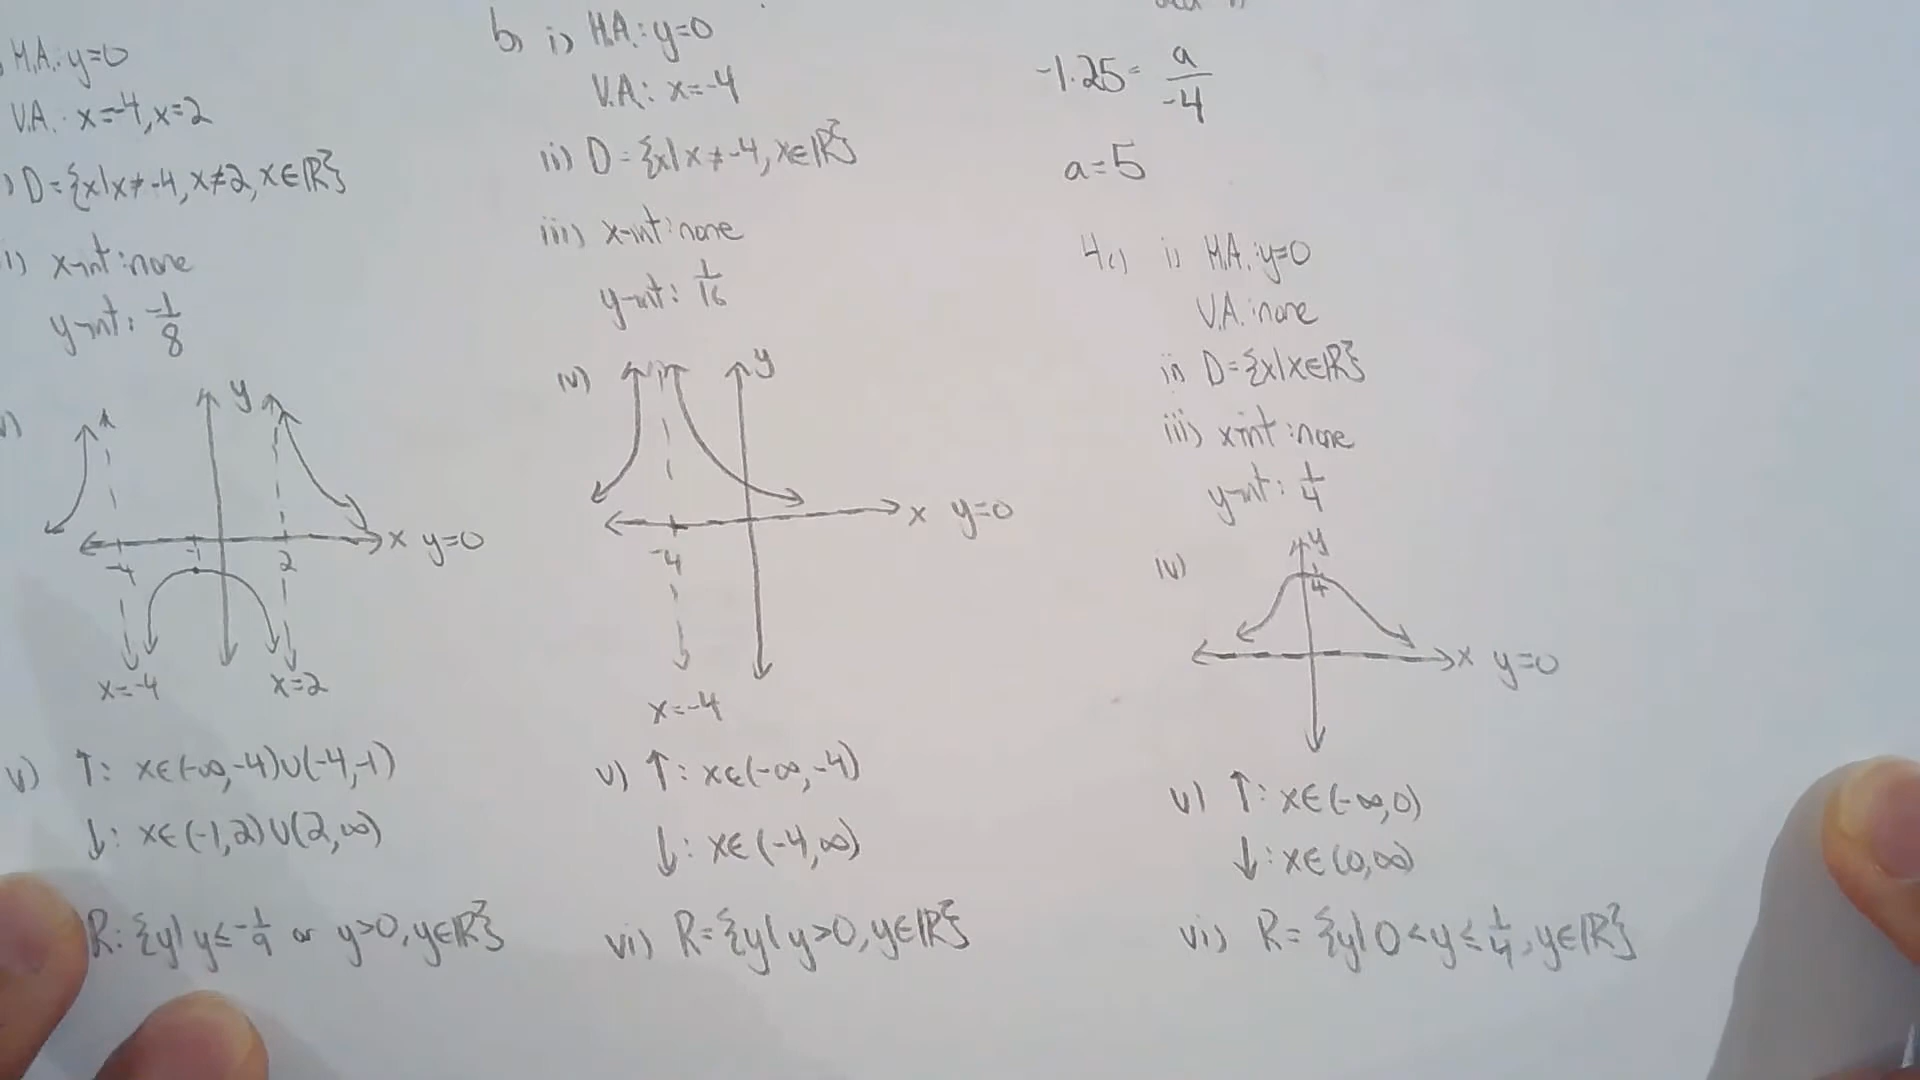 H.A.: y=0
V.A.: x=-4, x=2
D={x|x≠-4, x≠2, x∈ℝ}
i) x-int: none
y-int: -1/8
y
-4
-1
2
x y=0
x=-4
x=2
v) ↑: x∈(-∞,-4)∪(-4,-1)
↓: x∈(-1,2)∪(2,∞)
R: {y| y≤-1/9 or y>0, y∈ℝ}
b) i) H.A.: y=0
V.A.: x=-4
ii) D={x|x≠-4, x∈ℝ}
iii) x-int: none
y-int: 1/16
iv)
y
-4
x y=0
x=-4
v) ↑: x∈(-∞,-4)
↓: x∈(-4,∞)
vi) R={y|y>0, y∈ℝ}
-1.25= a/-4
a=5
4c) i) H.A.: y=0
V.A.: none
ii) D={x|x∈ℝ}
iii) x-int: none
y-int: 1/4
iv)
y
1/4
x y=0
v) ↑: x∈(-∞,0)
↓: x∈(0,∞)
vi) R= {y|0<y≤1/4, y∈ℝ}